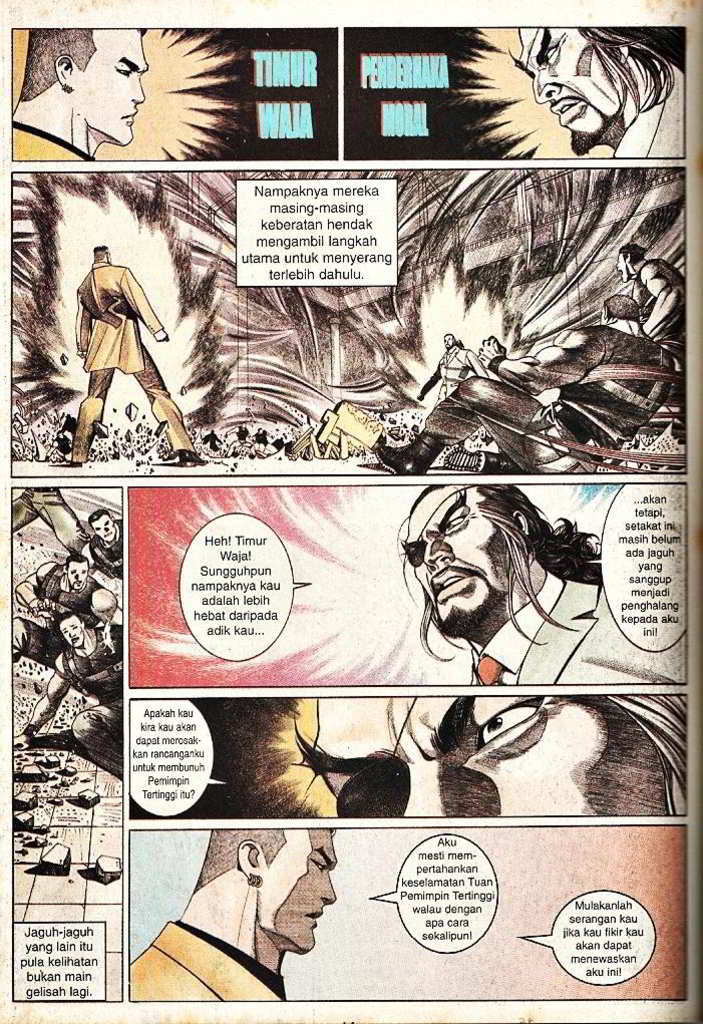 TIMUR
WAJA
PENDERHAKA
MORAL
Nampaknya mereka
masing-masing
keberatan hendak
mengambil langkah
utama untuk menyerang
terlebih dahulu.
Heh! Timur
Waja!
Sungguhpun
nampaknya kau
adalah lebih
hebat daripada
adik kau...
...akan
tetapi,
setakat ini
masih belum
ada jaguh
yang
sanggup
menjadi
penghalang
kepada aku
ini!
Apakah kau
kira kau akan
dapat merosak-
kan rancanganku
untuk membunuh
Pemimpin
Tertinggi itu?
Jaguh-jaguh
yang lain itu
pula kelihatan
bukan main
gelisah lagi.
Aku
mesti mem-
pertahankan
keselamatan Tuan
Pemimpin Tertinggi
walau dengan
apa cara
sekalipun!
Mulakanlah
serangan kau
jika kau fikir kau
akan dapat
menewaskan
aku ini!